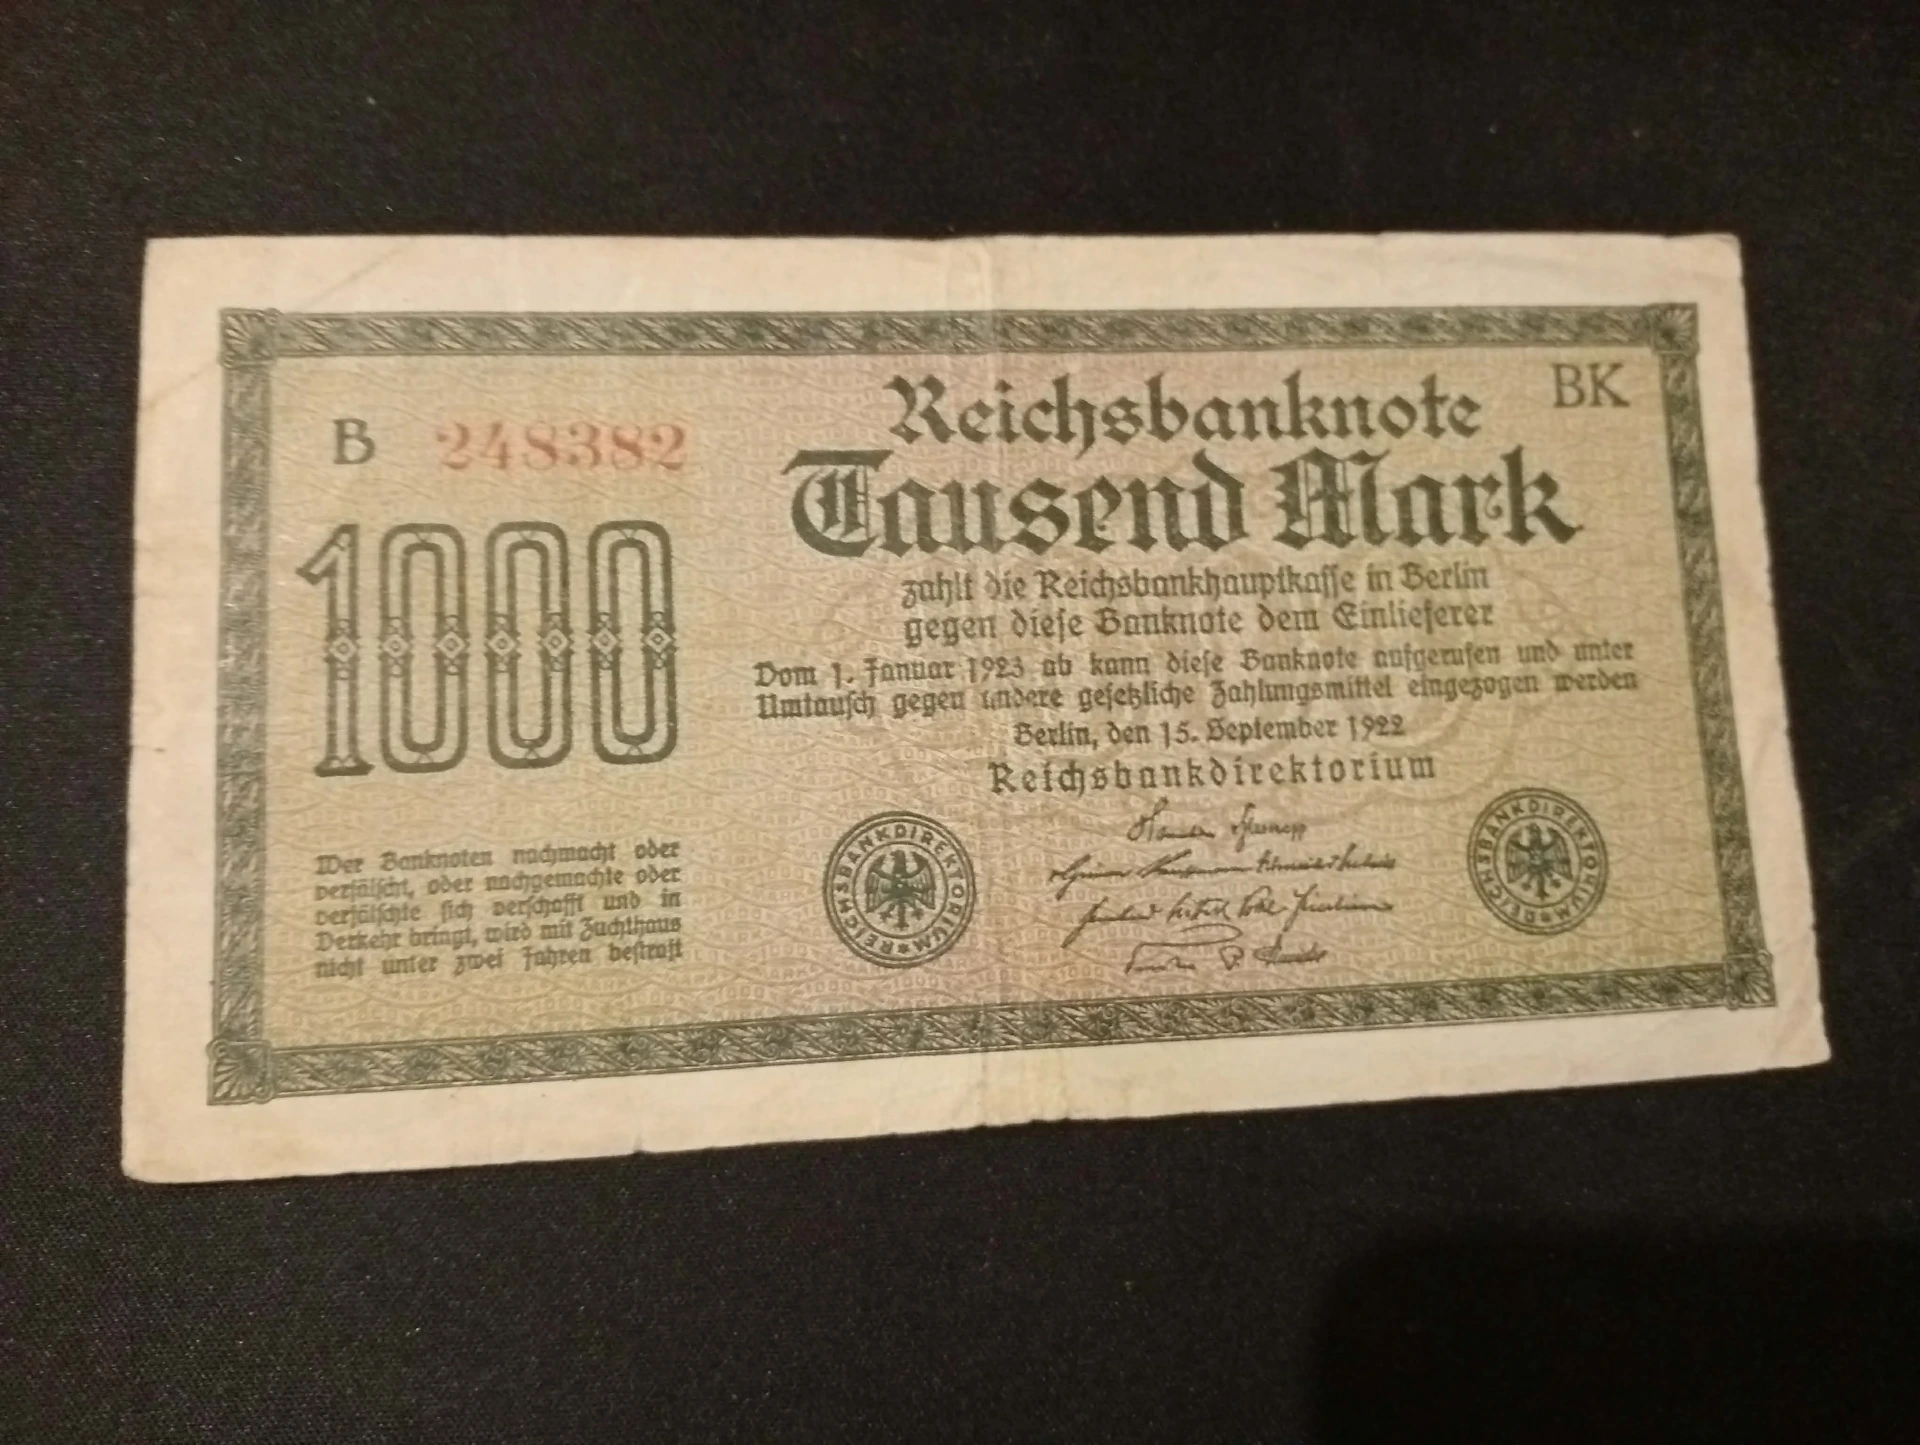 Reichsbanknote
BK
B 248382
Tausend Mark
1000
zahlt die Reichsbankhauptkasse in Berlin
gegen diese Banknote dem Einlieferer
Vom 1. Januar 1923 ab kann diese Banknote aufgerufen und unter
Umtausch gegen andere gesetzliche Zahlungsmittel eingezogen werden
Berlin, den 15. September 1922
Reichsbankdirektorium
Wer Banknoten nachmacht oder
verfälscht, oder nachgemachte oder
verfälschte sich verschafft und in
Verkehr bringt, wird mit Zuchthaus
nicht unter zwei Jahren bestraft
REICHSBANKDIREKTORIUM
REICHSBANKDIREKTORIUM